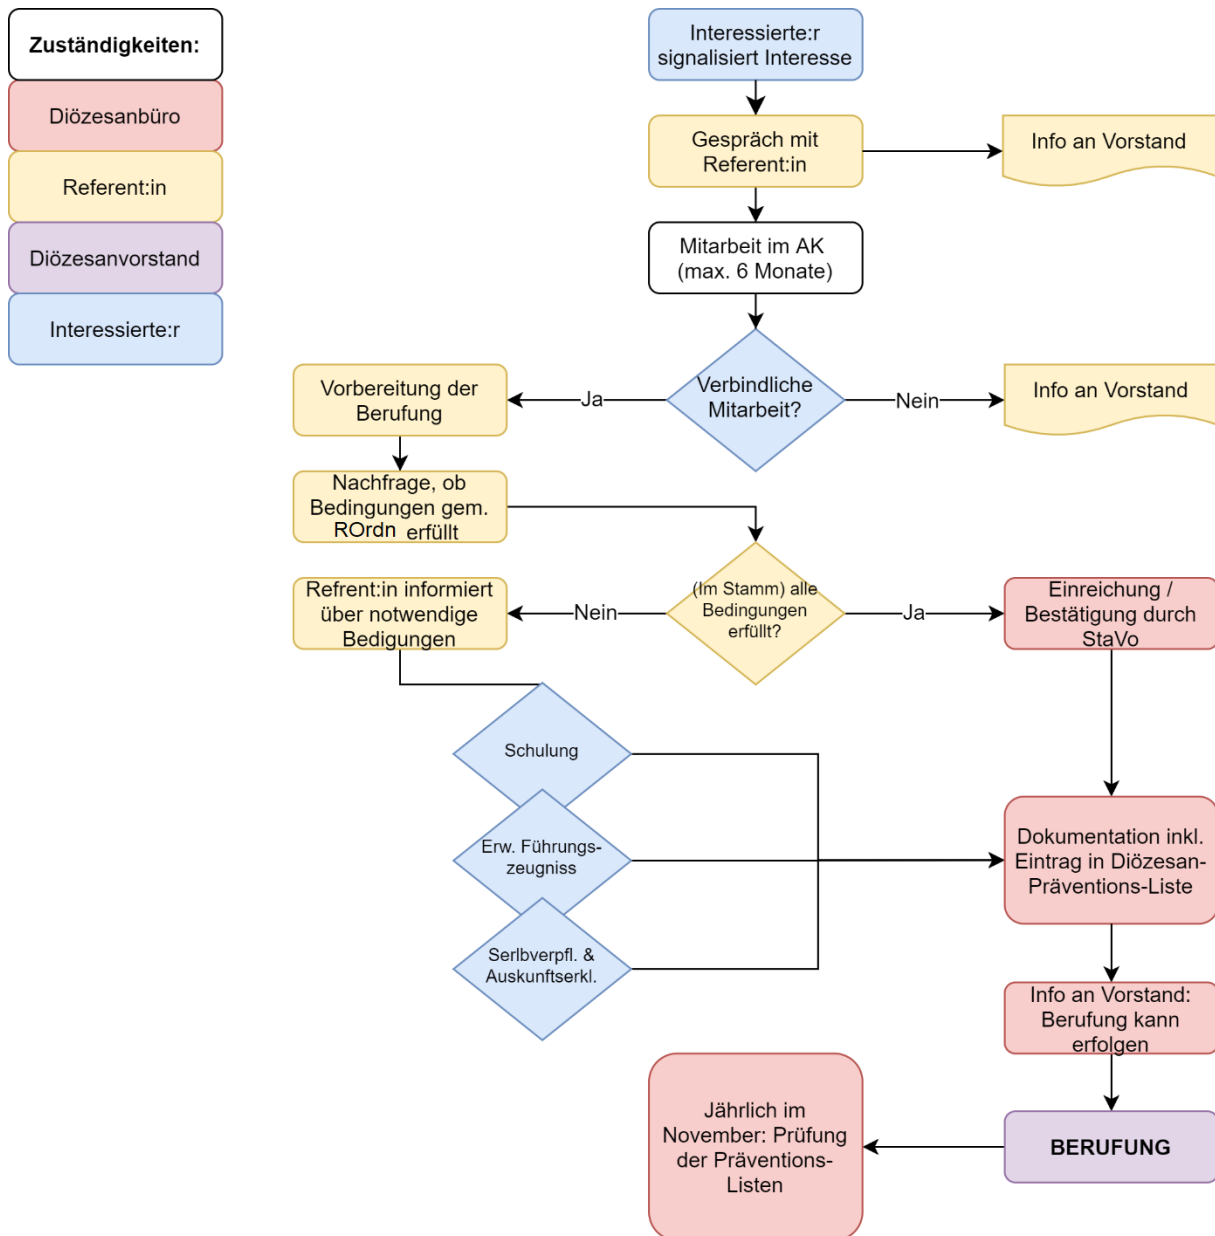 Zuständigkeiten:
Diözesanbüro
Referent:in
Diözesanvorstand
Interessierte:r
Interessierte:r
signalisiert Interesse
Gespräch mit
Referent:in
Info an Vorstand
Mitarbeit im AK
(max. 6 Monate)
Verbindliche
Mitarbeit?
Ja
Nein
Vorbereitung der
Berufung
Info an Vorstand
Nachfrage, ob
Bedingungen gem.
ROrdn erfüllt
(Im Stamm) alle
Bedingungen
erfüllt?
Nein
Ja
Refrent:in informiert
über notwendige
Bedigungen
Einreichung /
Bestätigung durch
StaVo
Schulung
Erw. Führungs-
zeugniss
Serlbverpfl. &
Auskunftserkl.
Dokumentation inkl.
Eintrag in Diözesan-
Präventions-Liste
Info an Vorstand:
Berufung kann
erfolgen
BERUFUNG
Jährlich im
November: Prüfung
der Präventions-
Listen